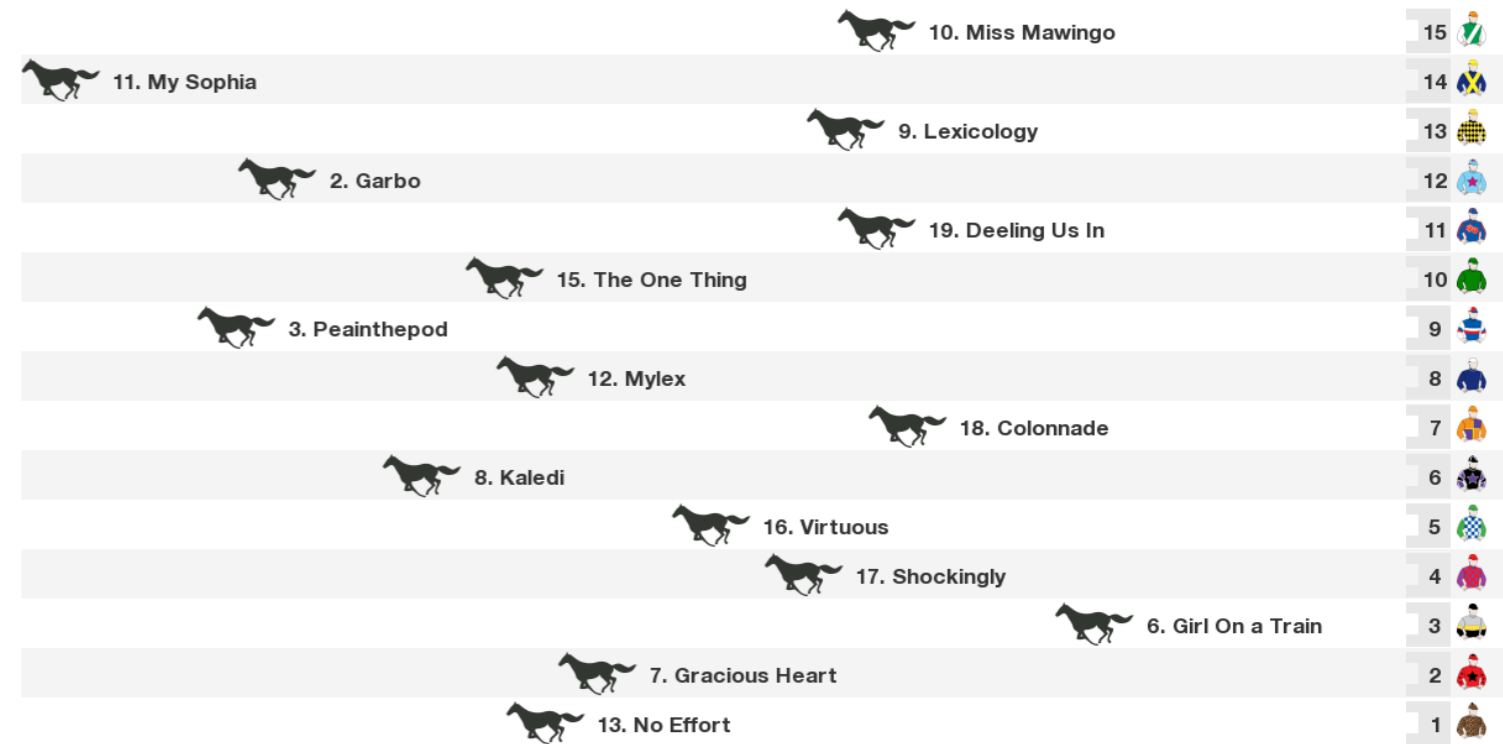 10. Miss Mawingo 15
11. My Sophia 14
9. Lexicology 13
2. Garbo 12
19. Deeling Us In 11
15. The One Thing 10
3. Peainthepod 9
12. Mylex 8
18. Colonnade 7
8. Kaledi 6
16. Virtuous 5
17. Shockingly 4
6. Girl On a Train 3
7. Gracious Heart 2
13. No Effort 1